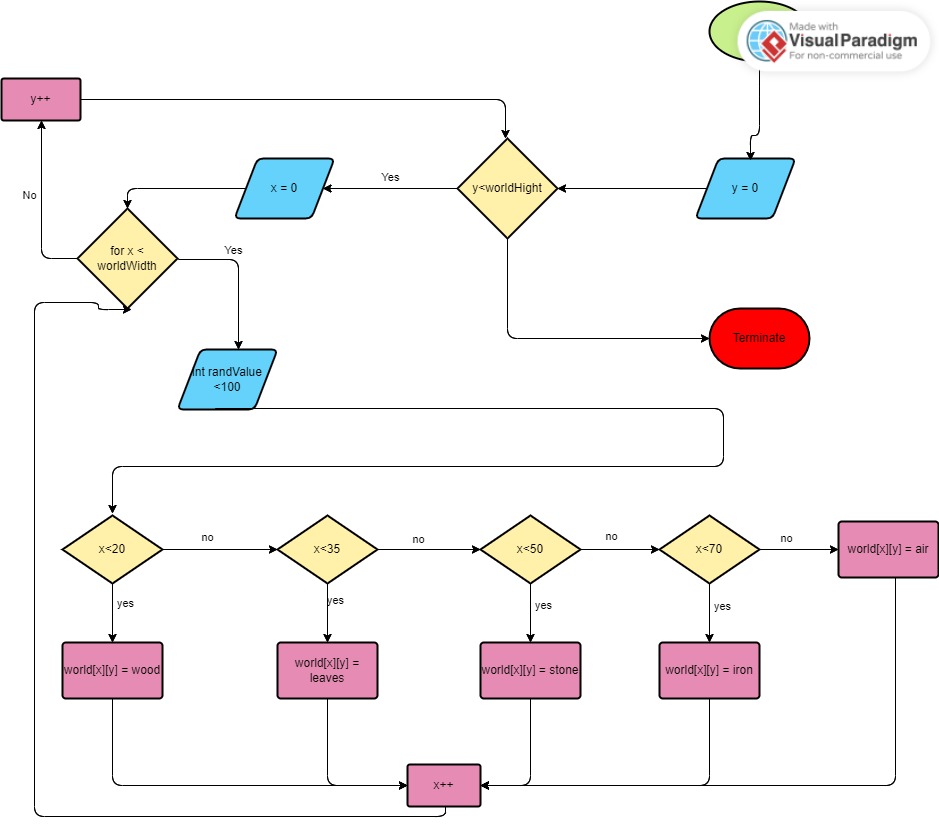 Made with
VisualParadigm
For non-commercial use
y++
y<worldHight
y = 0
Yes
x = 0
No
for x <
worldWidth
Yes
Terminate
Int randValue
<100
x<20
no
x<35
no
x<50
no
x<70
no
world[x][y] = air
yes
yes
yes
yes
world[x][y] = wood
world[x][y] =
leaves
world[x][y] = stone
world[x][y] = iron
x++